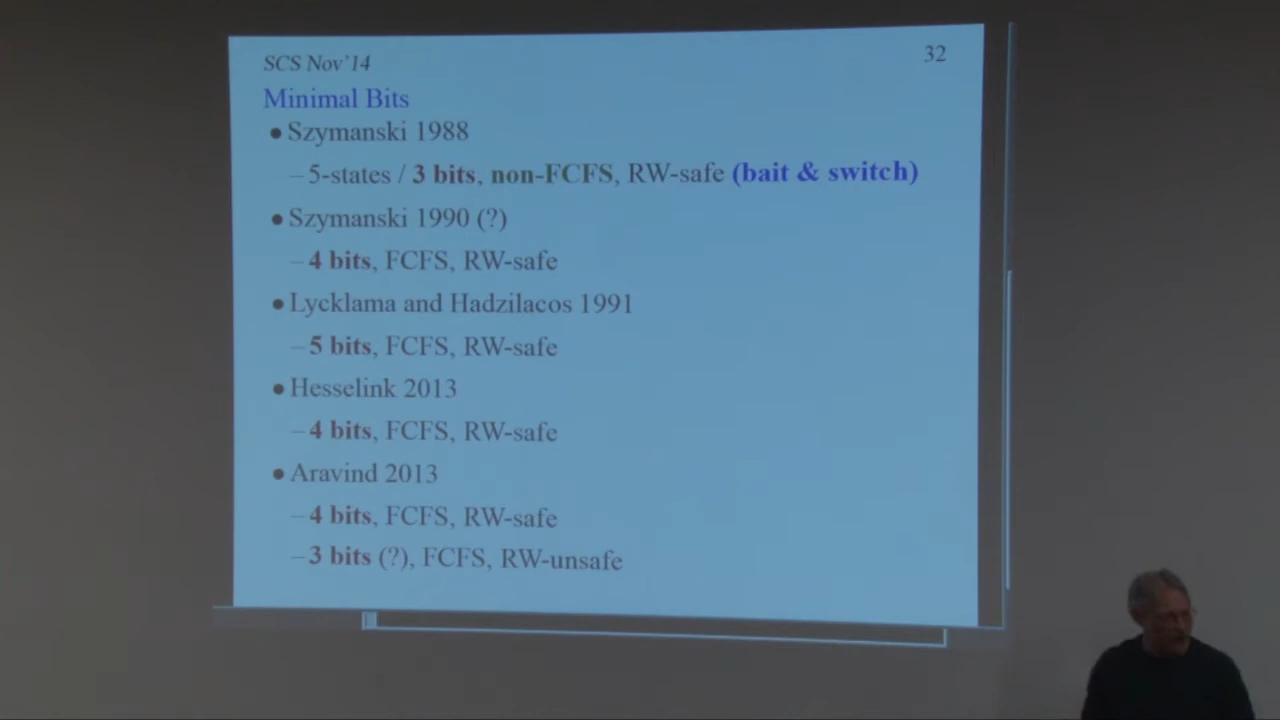 SCS Nov'14
32
Minimal Bits
● Szymanski 1988
– 5-states / 3 bits, non-FCFS, RW-safe (bait & switch)
● Szymanski 1990 (?)
– 4 bits, FCFS, RW-safe
● Lycklama and Hadzilacos 1991
– 5 bits, FCFS, RW-safe
● Hesselink 2013
– 4 bits, FCFS, RW-safe
● Aravind 2013
– 4 bits, FCFS, RW-safe
– 3 bits (?), FCFS, RW-unsafe